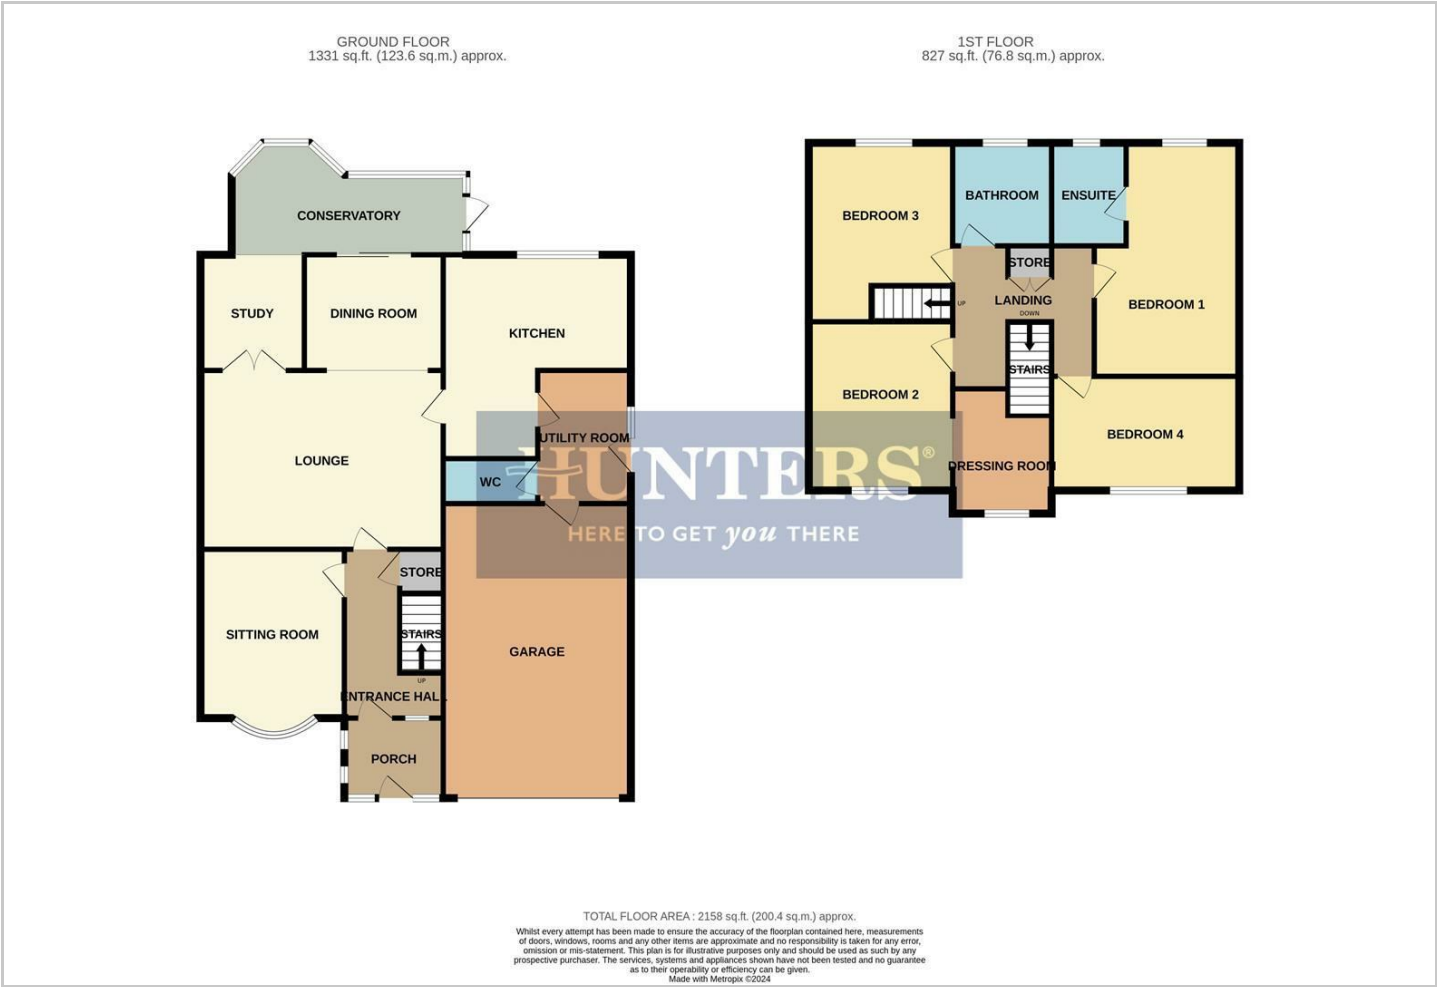 GROUND FLOOR
1331 sq.ft. (123.6 sq.m.) approx.
CONSERVATORY
STUDY
DINING ROOM
KITCHEN
LOUNGE
UTILITY ROOM
WC
STORE
SITTING ROOM
STAIRS
GARAGE
UP
ENTRANCE HALL
PORCH
1ST FLOOR
827 sq.ft. (76.8 sq.m.) approx.
BEDROOM 3
BATHROOM
ENSUITE
STORE
LANDING
UP
DOWN
BEDROOM 1
STAIRS
BEDROOM 2
BEDROOM 4
DRESSING ROOM
HUNTERS®
HERE TO GET you THERE
TOTAL FLOOR AREA : 2158 sq.ft. (200.4 sq.m.) approx.
Whilst every attempt has been made to ensure the accuracy of the floorplan contained here, measurements
of doors, windows, rooms and any other items are approximate and no responsibility is taken for any error,
omission or mis-statement. This plan is for illustrative purposes only and should be used as such by any
prospective purchaser. The services, systems and appliances shown have not been tested and no guarantee
as to their operability or efficiency can be given.
Made with Metropix ©2024